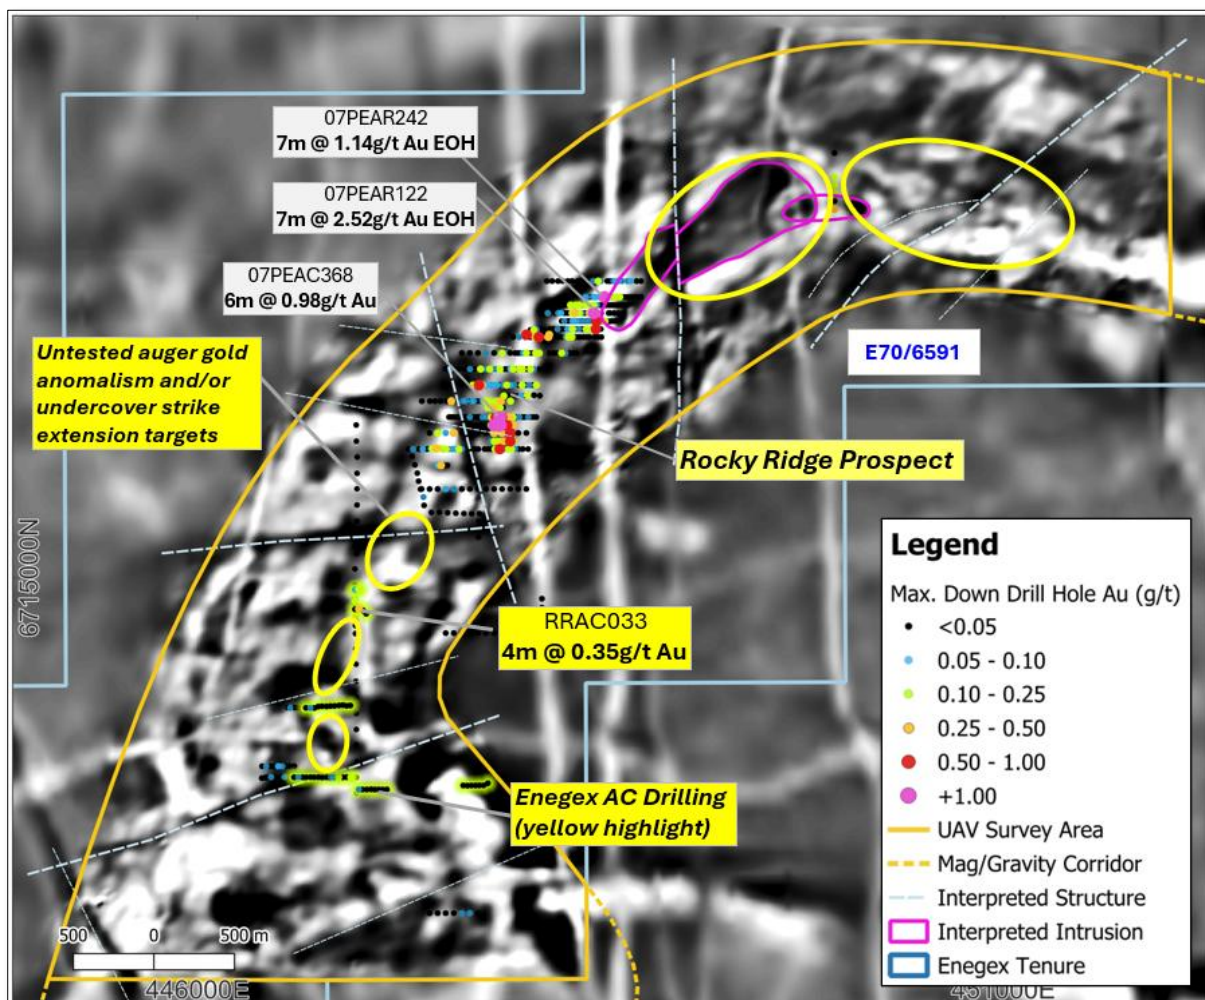 07PEAR242
7m @ 1.14g/t Au EOH
07PEAR122
7m @ 2.52g/t Au EOH
07PEAC368
6m @ 0.98g/t Au
Untested auger gold
anomalism and/or
undercover strike
extension targets
E70/6591
Rocky Ridge Prospect
6715000N
RRAC033
4m @ 0.35g/t Au
Enegex AC Drilling
(yellow highlight)
Legend
Max. Down Drill Hole Au (g/t)
<0.05
0.05 - 0.10
0.10 - 0.25
0.25 - 0.50
0.50 - 1.00
+1.00
UAV Survey Area
Mag/Gravity Corridor
Interpreted Structure
Interpreted Intrusion
Enegex Tenure
500 0 500 m
446000E
451000E